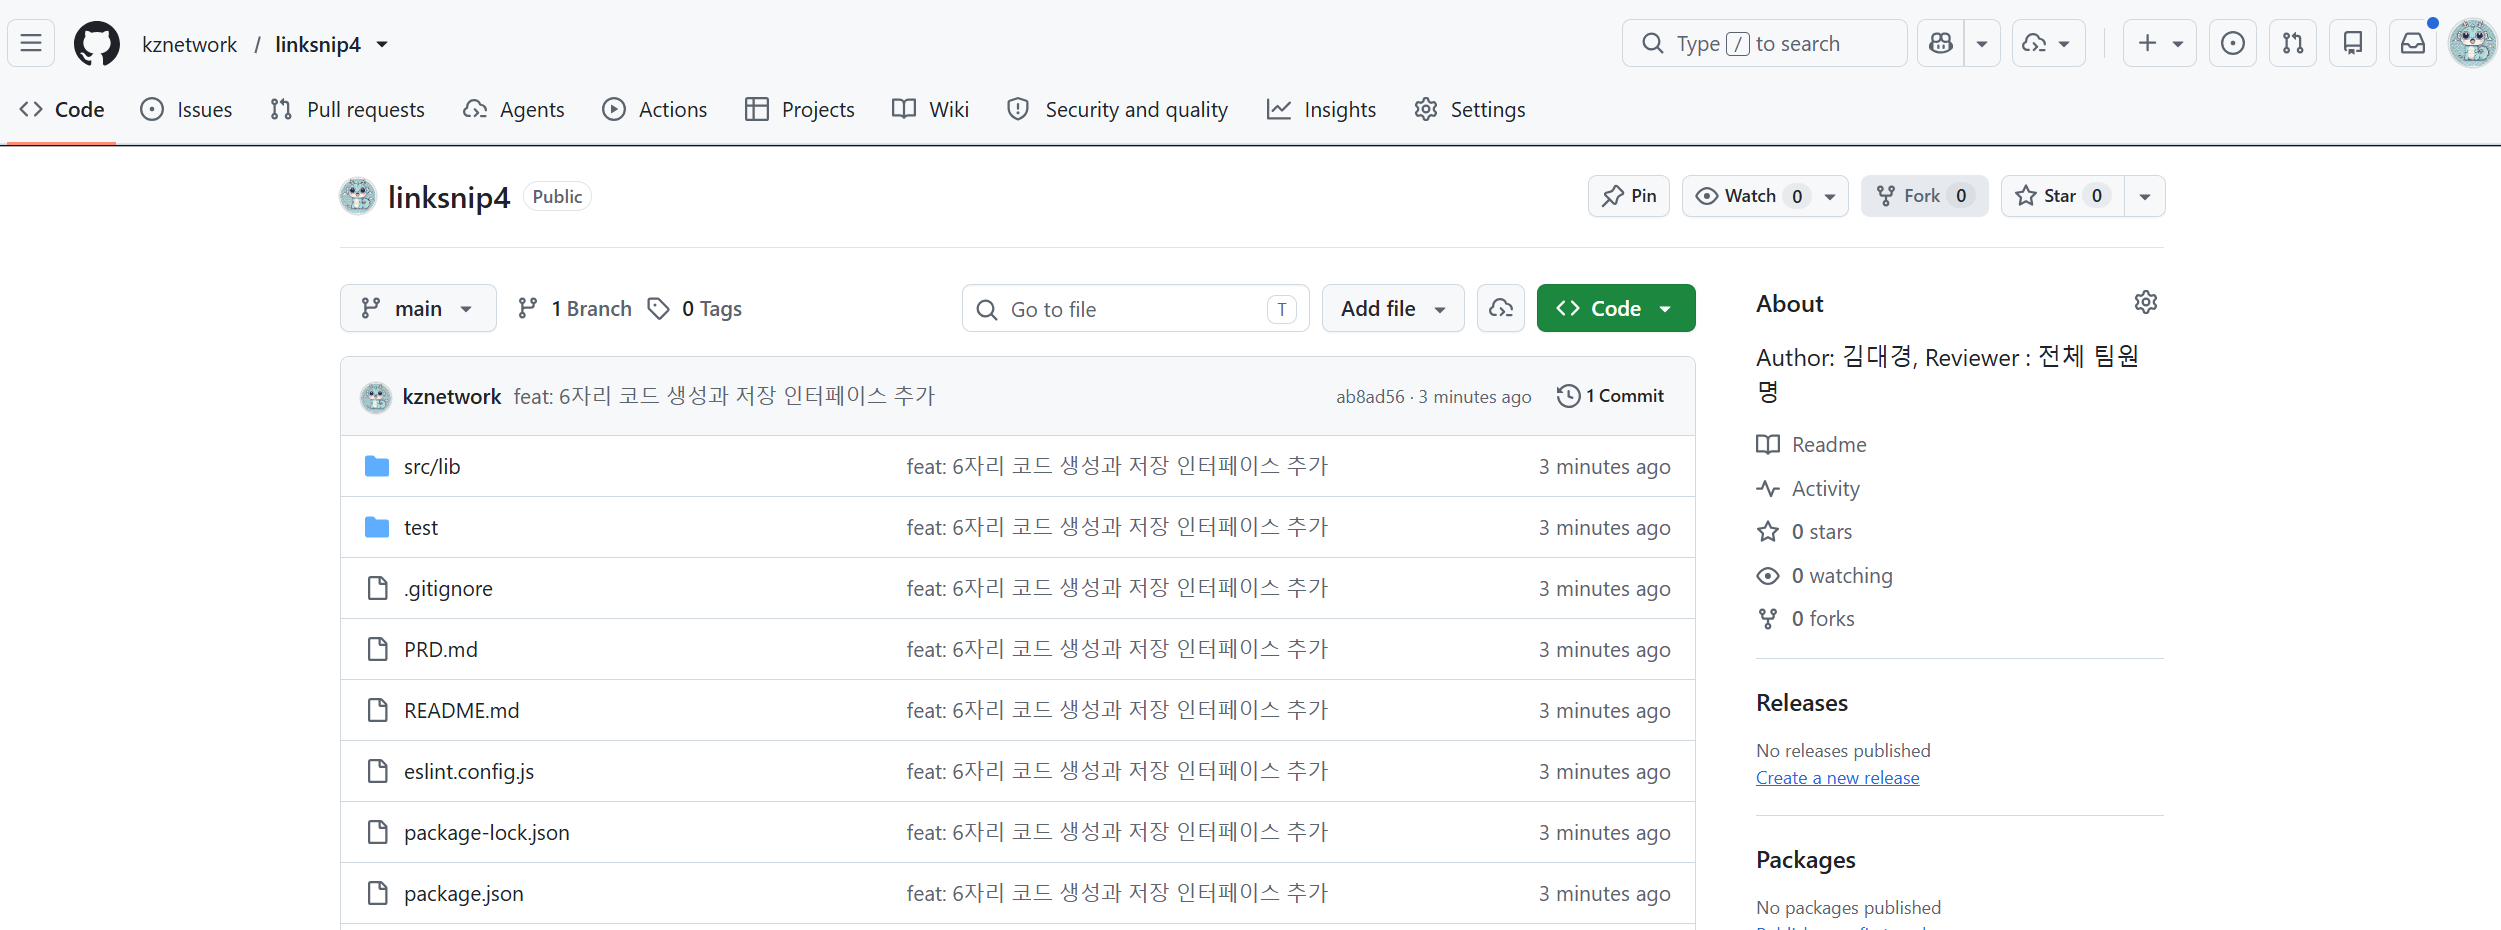 kznetwork / linksnip4
Type / to search
Code
Issues
Pull requests
Agents
Actions
Projects
Wiki
Security and quality
Insights
Settings
linksnip4 Public
Pin
Watch 0
Fork 0
Star 0
main
1 Branch
0 Tags
Go to file T
Add file
Code
kznetwork feat: 6자리 코드 생성과 저장 인터페이스 추가 ab8ad56 · 3 minutes ago 1 Commit
src/lib feat: 6자리 코드 생성과 저장 인터페이스 추가 3 minutes ago
test feat: 6자리 코드 생성과 저장 인터페이스 추가 3 minutes ago
.gitignore feat: 6자리 코드 생성과 저장 인터페이스 추가 3 minutes ago
PRD.md feat: 6자리 코드 생성과 저장 인터페이스 추가 3 minutes ago
README.md feat: 6자리 코드 생성과 저장 인터페이스 추가 3 minutes ago
eslint.config.js feat: 6자리 코드 생성과 저장 인터페이스 추가 3 minutes ago
package-lock.json feat: 6자리 코드 생성과 저장 인터페이스 추가 3 minutes ago
package.json feat: 6자리 코드 생성과 저장 인터페이스 추가 3 minutes ago
About
Author: 김대경, Reviewer : 전체 팀원
명
Readme
Activity
0 stars
0 watching
0 forks
Releases
No releases published
Create a new release
Packages
No packages published